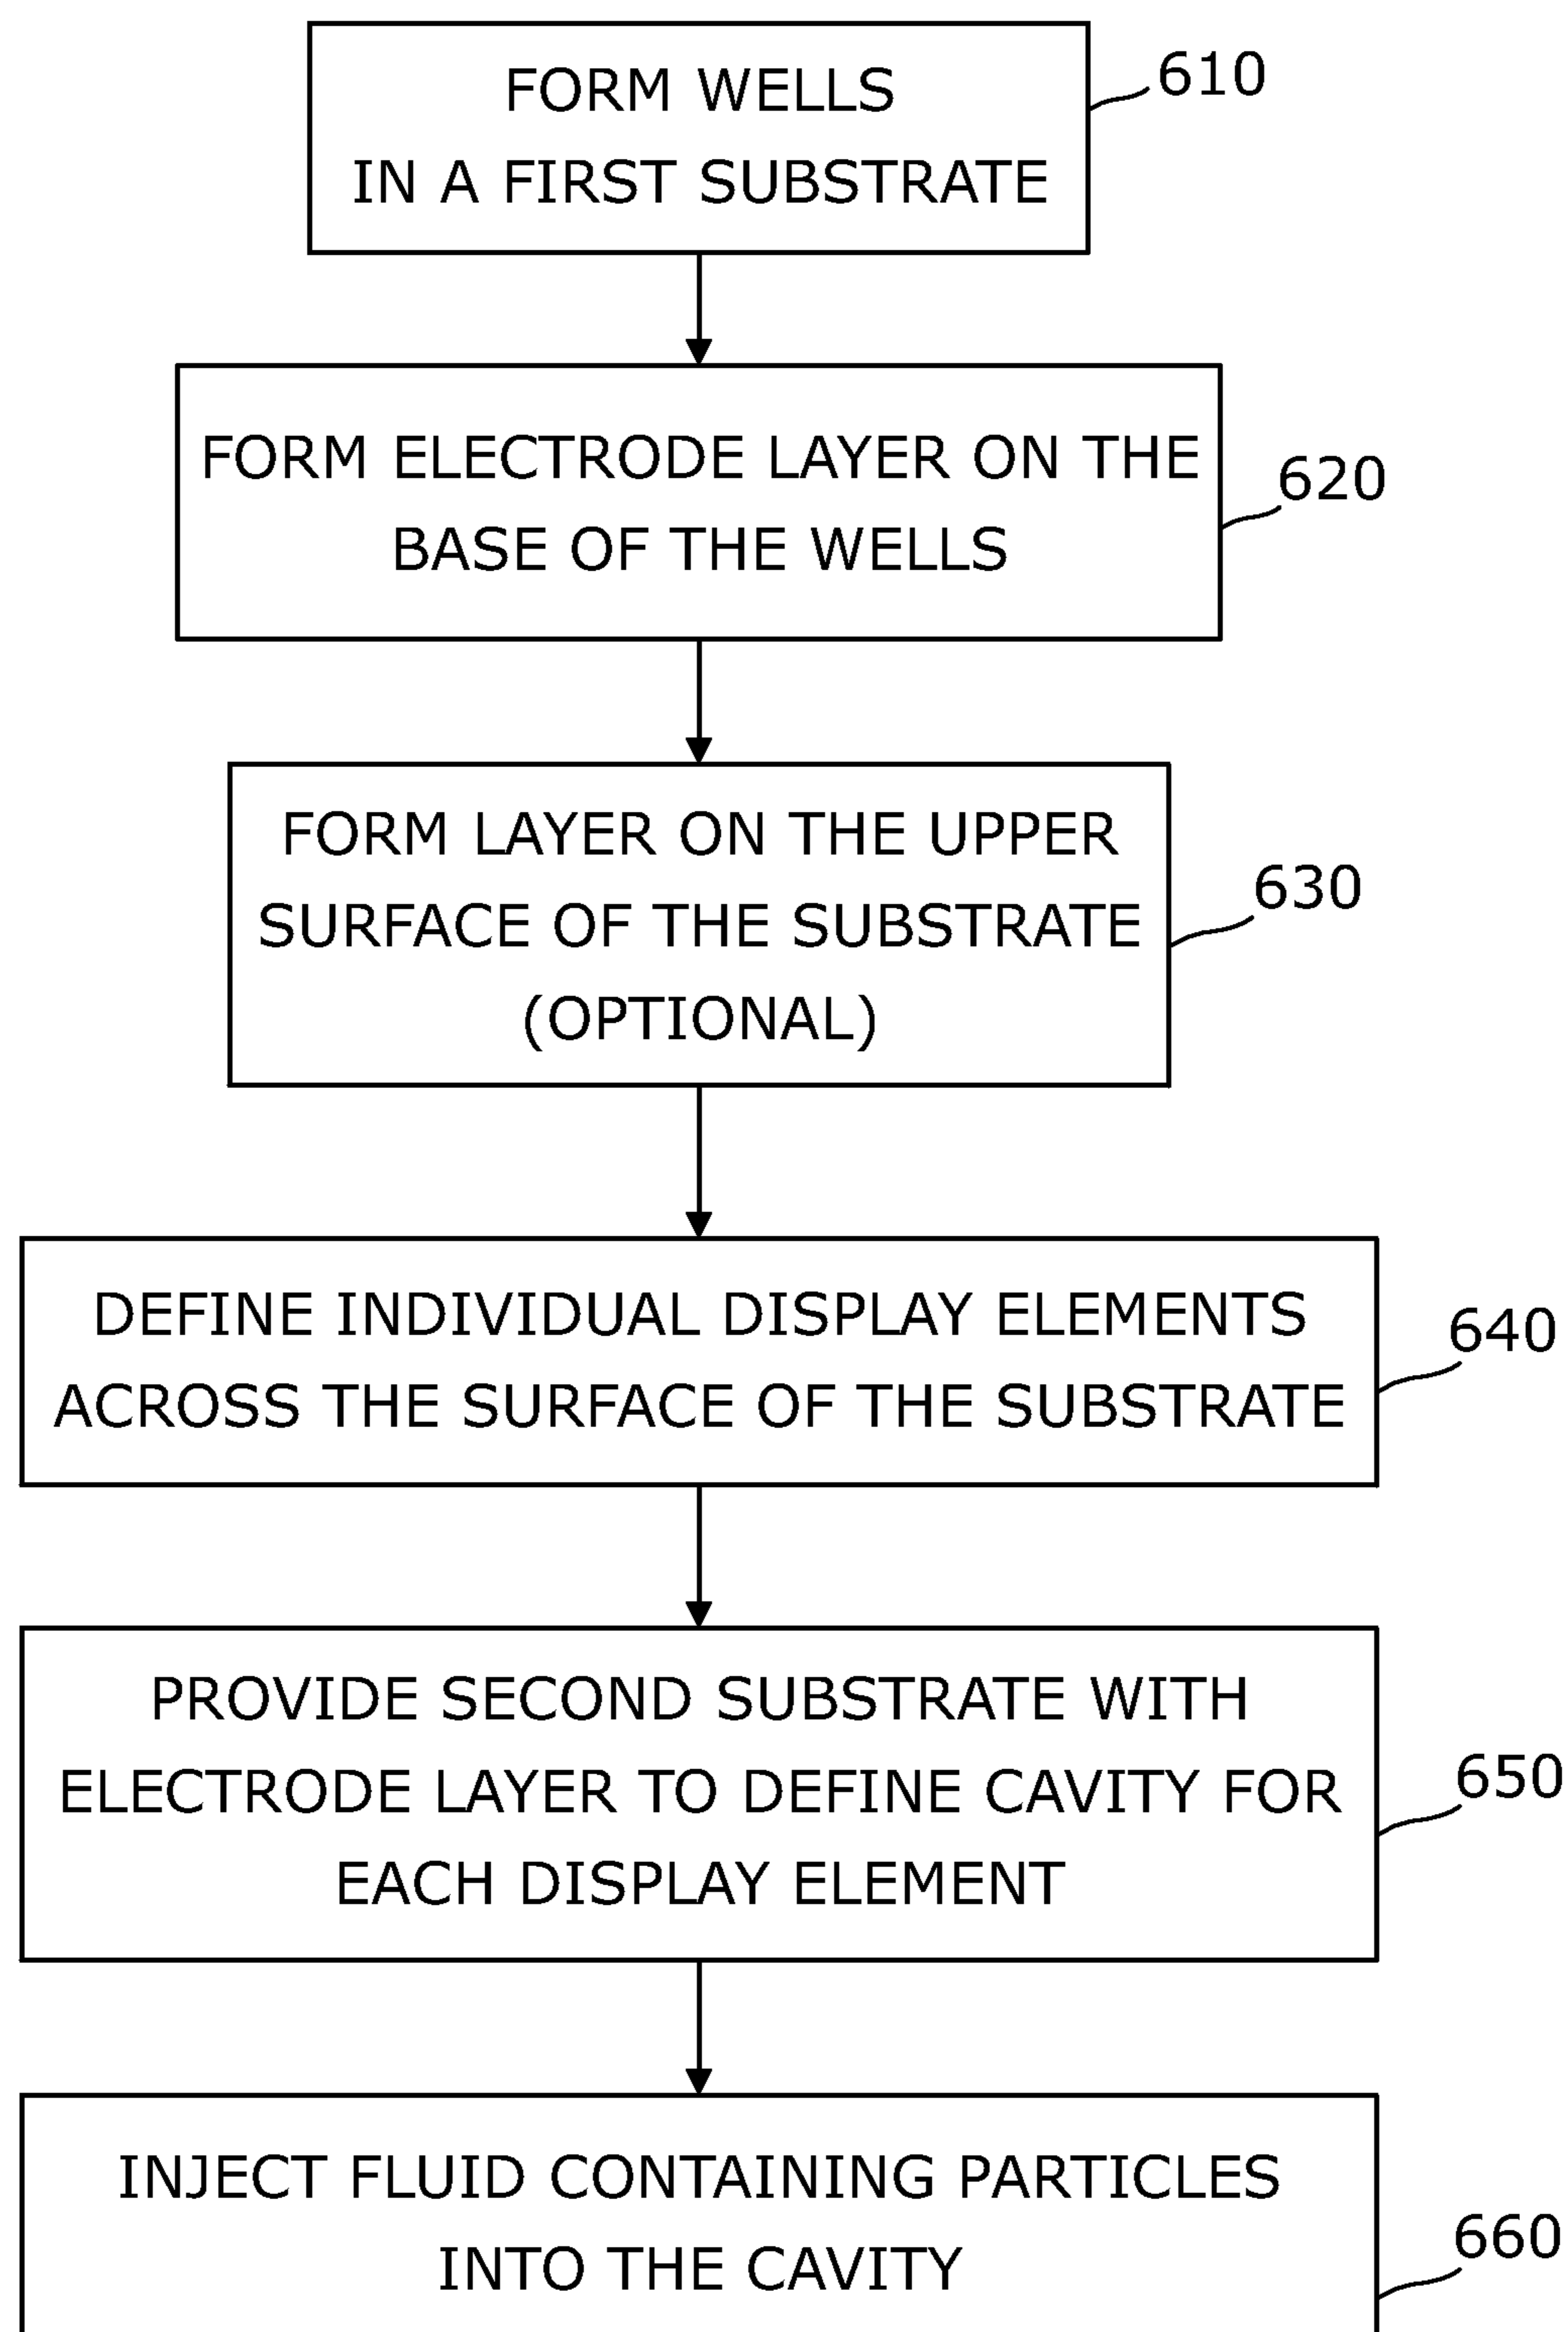 FORM WELLS
IN A FIRST SUBSTRATE
610
FORM ELECTRODE LAYER ON THE
BASE OF THE WELLS
620
FORM LAYER ON THE UPPER
SURFACE OF THE SUBSTRATE
(OPTIONAL)
630
DEFINE INDIVIDUAL DISPLAY ELEMENTS
ACROSS THE SURFACE OF THE SUBSTRATE
640
PROVIDE SECOND SUBSTRATE WITH
ELECTRODE LAYER TO DEFINE CAVITY FOR
EACH DISPLAY ELEMENT
650
INJECT FLUID CONTAINING PARTICLES
INTO THE CAVITY
660